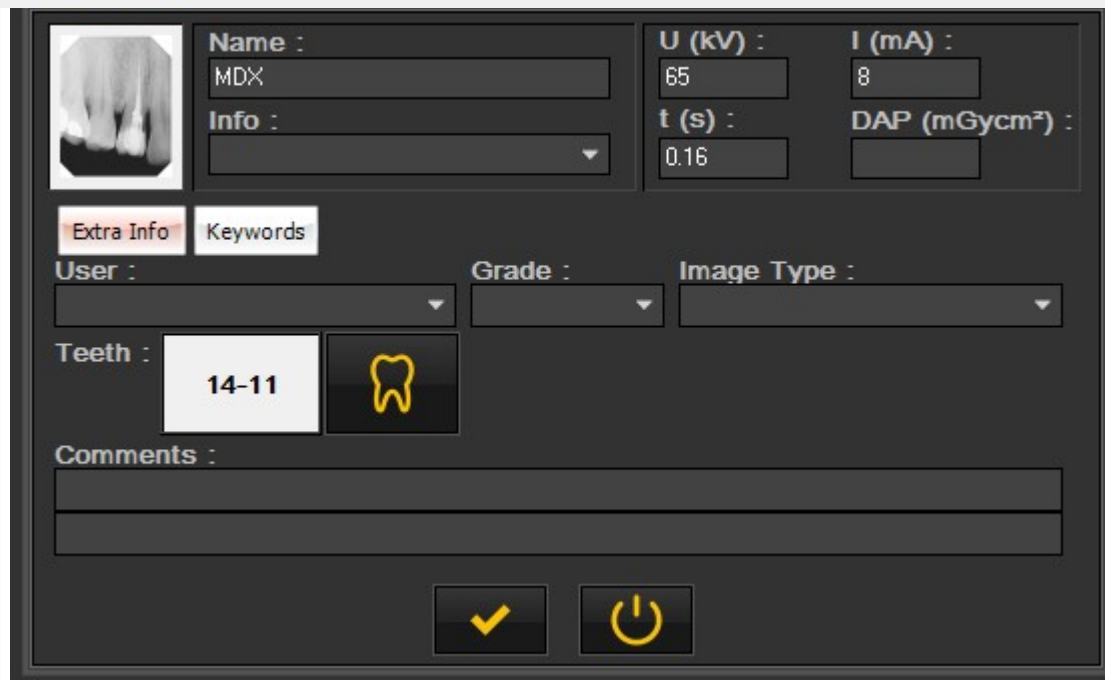 Name :
MDX
Info :
U (kV) :
I (mA) :
65
8
t (s) :
DAP (mGycm²) :
0.16
Extra Info
Keywords
User :
Grade :
Image Type :
Teeth :
14-11
Comments :